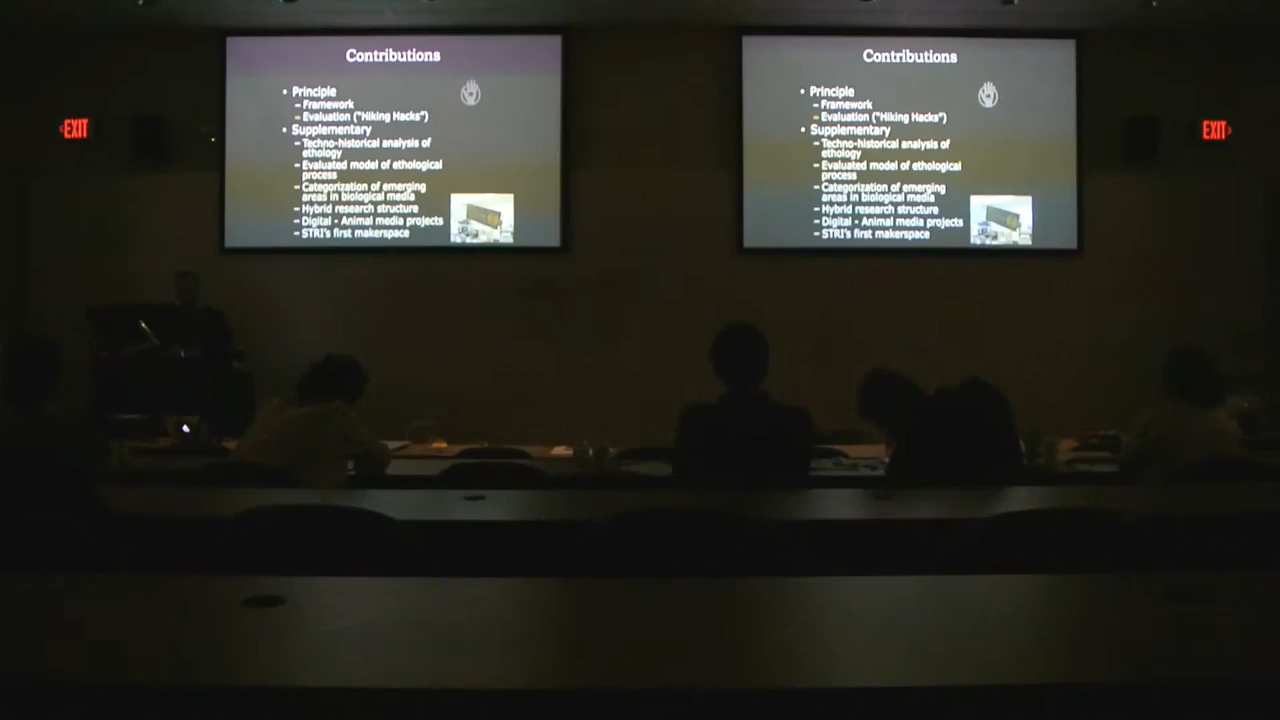 Contributions
• Principle
– Framework
– Evaluation ("Hiking Hacks")
• Supplementary
– Techno-historical analysis of
ethology
– Evaluated model of ethological
process
– Categorization of emerging
areas in biological media
– Hybrid research structure
– Digital - Animal media projects
– STRI's first makerspace
Contributions
• Principle
– Framework
– Evaluation ("Hiking Hacks")
• Supplementary
– Techno-historical analysis of
ethology
– Evaluated model of ethological
process
– Categorization of emerging
areas in biological media
– Hybrid research structure
– Digital - Animal media projects
– STRI's first makerspace
EXIT
EXIT